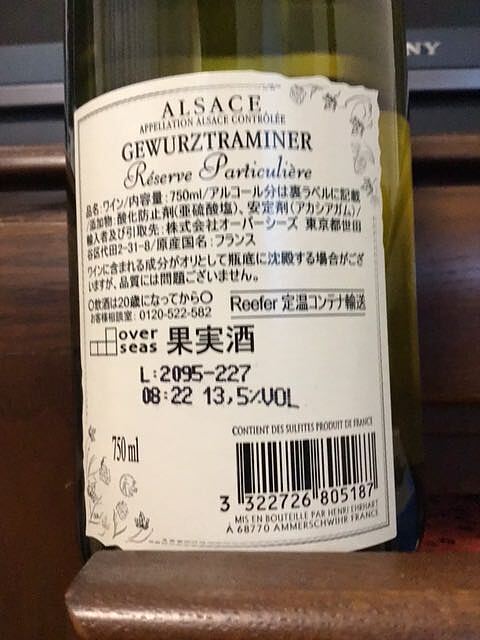 NY
ALSACE
APPELLATION ALSACE CONTRÔLÉE
GEWURZTRAMINER
Réserve Particulière
品名:ワイン/内容量:750ml/アルコール分は裏ラベルに記載
/添加物:酸化防止剤(亜硫酸塩)、安定剤(アカシアガム)/
輸入者及び引取先:株式会社オーバーシーズ 東京都世田
谷区代田2-31-8/原産国名:フランス
ワインに含まれる成分がオリとして瓶底に沈殿する場合がござ
いますが、品質には問題ございません。
〇飲酒は20歳になってから〇
お客様相談室:0120-522-582
Reefer 定温コンテナ輸送
over
seas
果実酒
L:2095-227
08:22 13,5%VOL
CONTIENT DES SULFITES PRODUIT DE FRANCE
750 ml
3 322726 805187
MIS EN BOUTEILLE PAR HENRI EHRHART
A 68770 AMMERSCHWIHR FRANCE